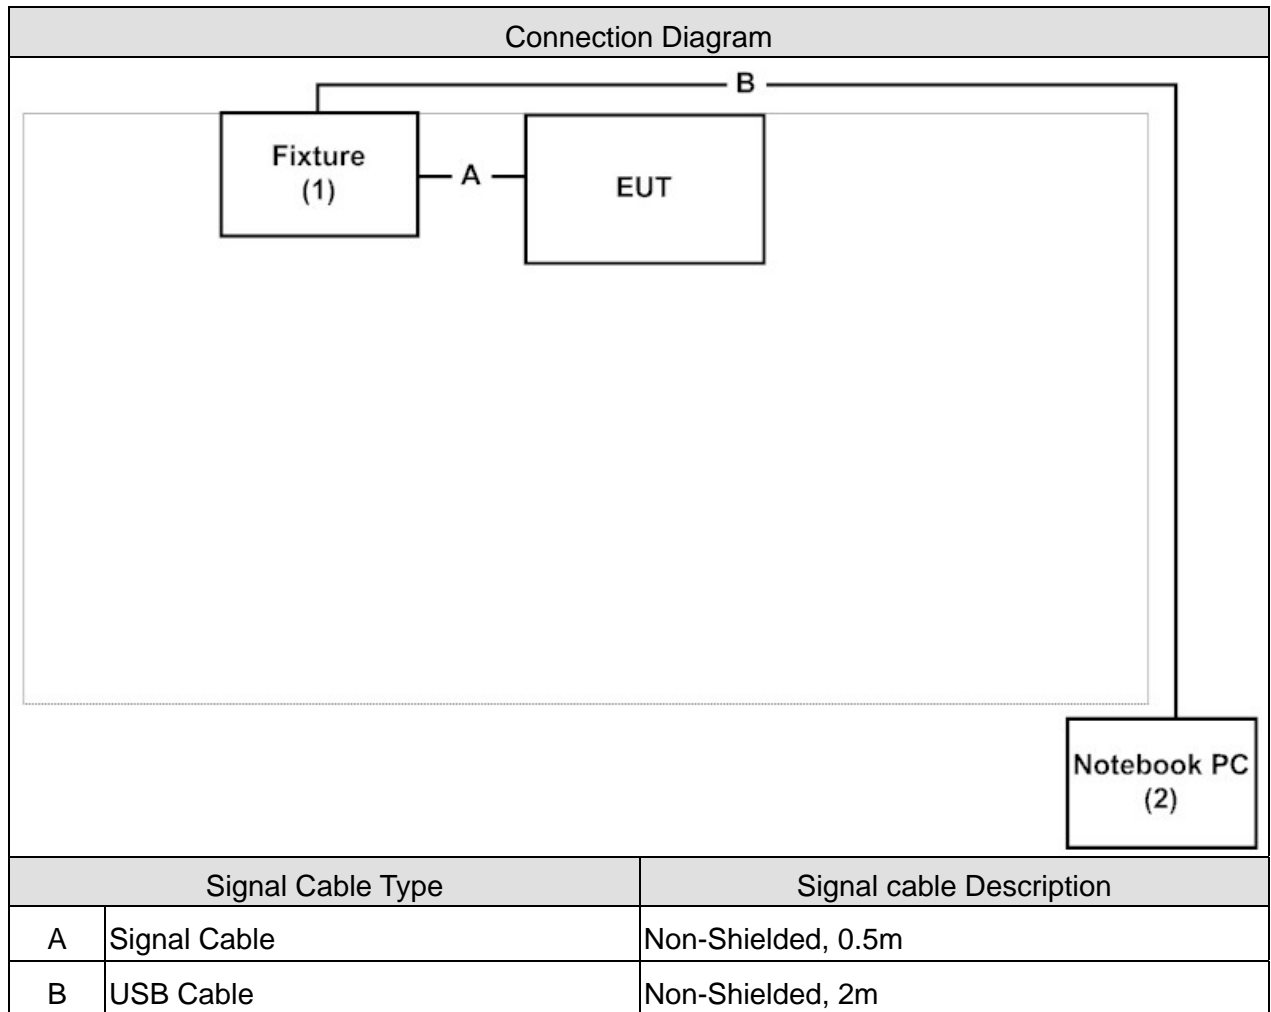 Connection Diagram
B
Fixture
(1)
A
EUT
Notebook PC
(2)
Signal Cable Type Signal cable Description
A Signal Cable Non-Shielded, 0.5m
B USB Cable Non-Shielded, 2m